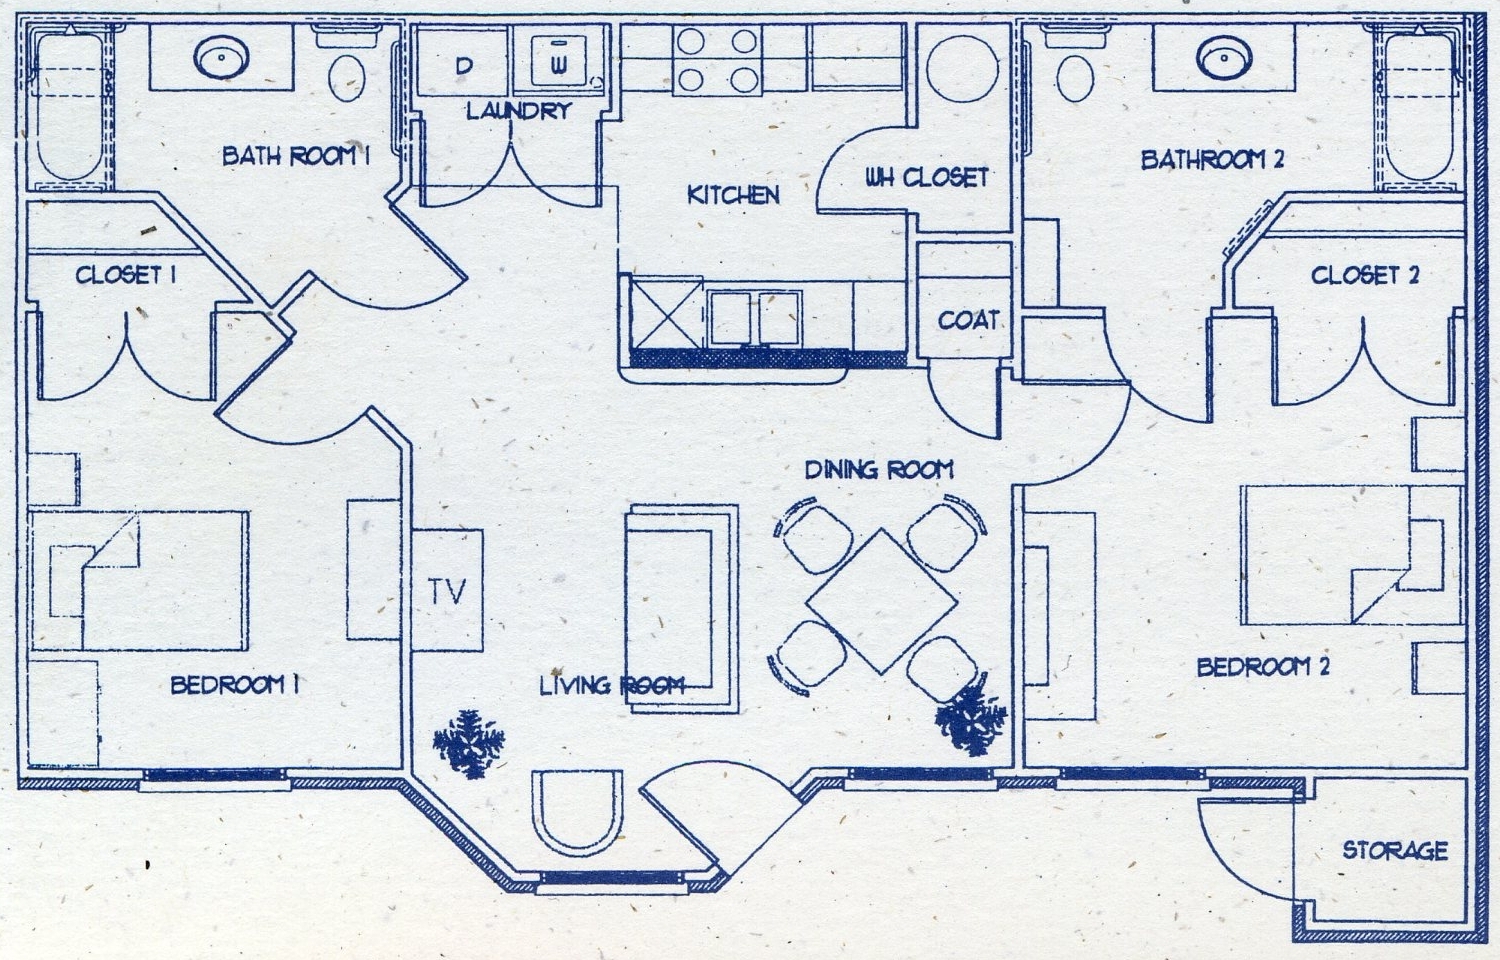 D
W
LAUNDRY
BATH ROOM 1
KITCHEN
WH CLOSET
BATHROOM 2
CLOSET 1
COAT
CLOSET 2
DINING ROOM
TV
BEDROOM 1
LIVING ROOM
BEDROOM 2
STORAGE